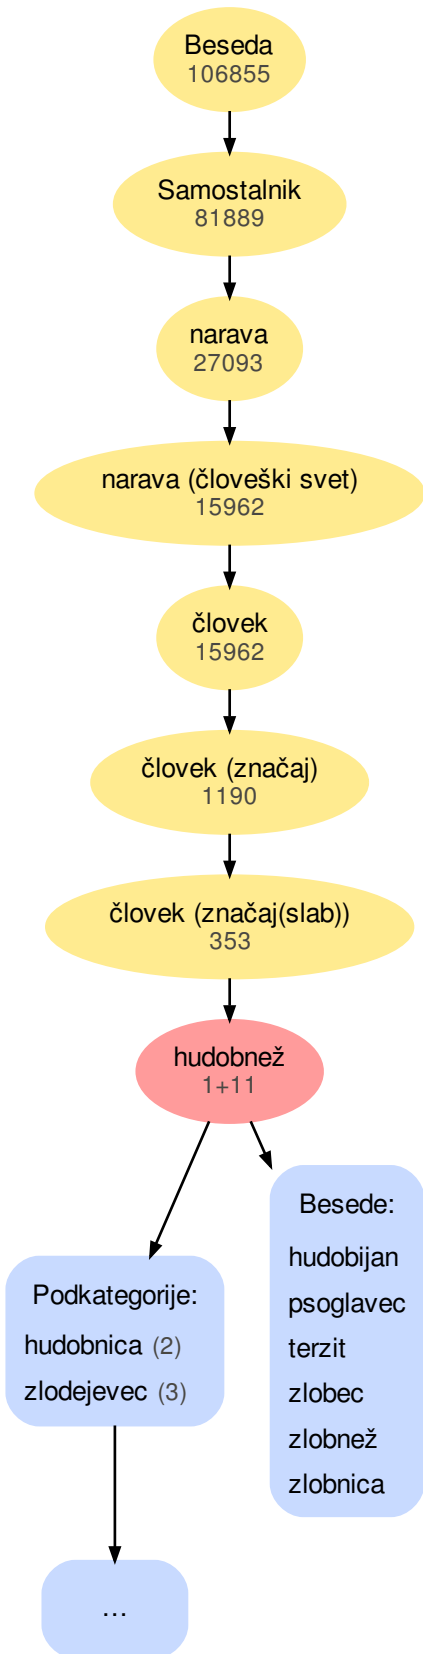 Beseda
106855
Samostalnik
81889
narava
27093
narava (človeški svet)
15962
človek
15962
človek (značaj)
1190
človek (značaj(slab))
353
hudobnež
1+11
Podkategorije:
hudobnica (2)
zlodejevec (3)
...
Besede:
hudobijan
psoglavec
terzit
zlobec
zlobnež
zlobnica